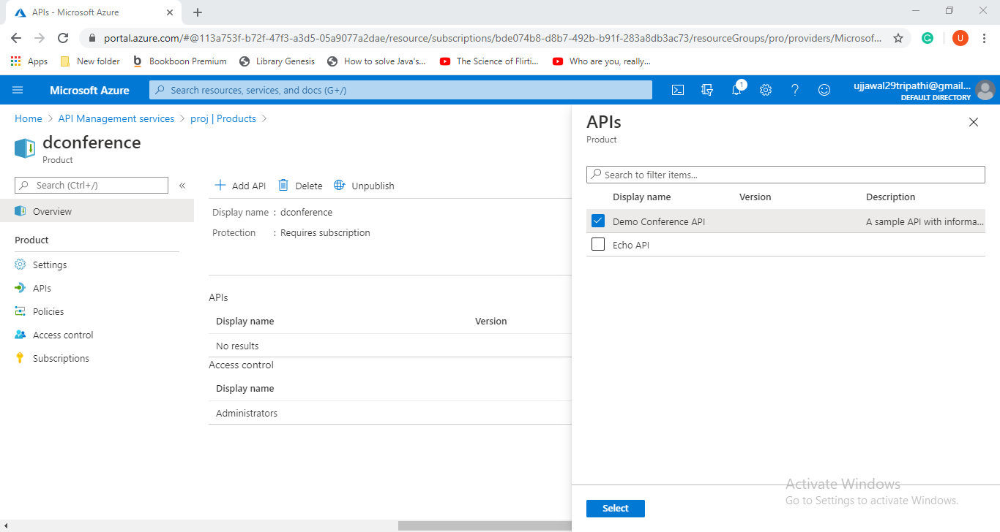 APIs - Microsoft Azure
portal.azure.com/#@113a753f-b72f-47f3-a3d5-05a9077a2dae/resource/subscriptions/bde074b8-d8b7-492b-b91f-283a8db3ac73/resourceGroups/pro/providers/Microsof...
U
Apps New folder b Bookboon Premium Library Genesis How to solve Java's... The Science of Flirti... Who are you, really...
Microsoft Azure
Search resources, services, and docs (G+/)
1
ujjawal29tripathi@gmail...
DEFAULT DIRECTORY
Home > API Management services > proj | Products >
dconference
Product
Search (Ctrl+/)
«
Overview
Product
Settings
APIs
Policies
Access control
Subscriptions
Add API Delete Unpublish
Display name : dconference
Protection : Requires subscription
APIs
Display name Version
No results
Access control
Display name
Administrators
APIs
Product
Search to filter items...
Display name Version Description
Demo Conference API A sample API with informa...
Echo API
Activate Windows
Go to Settings to activate Windows.
Select